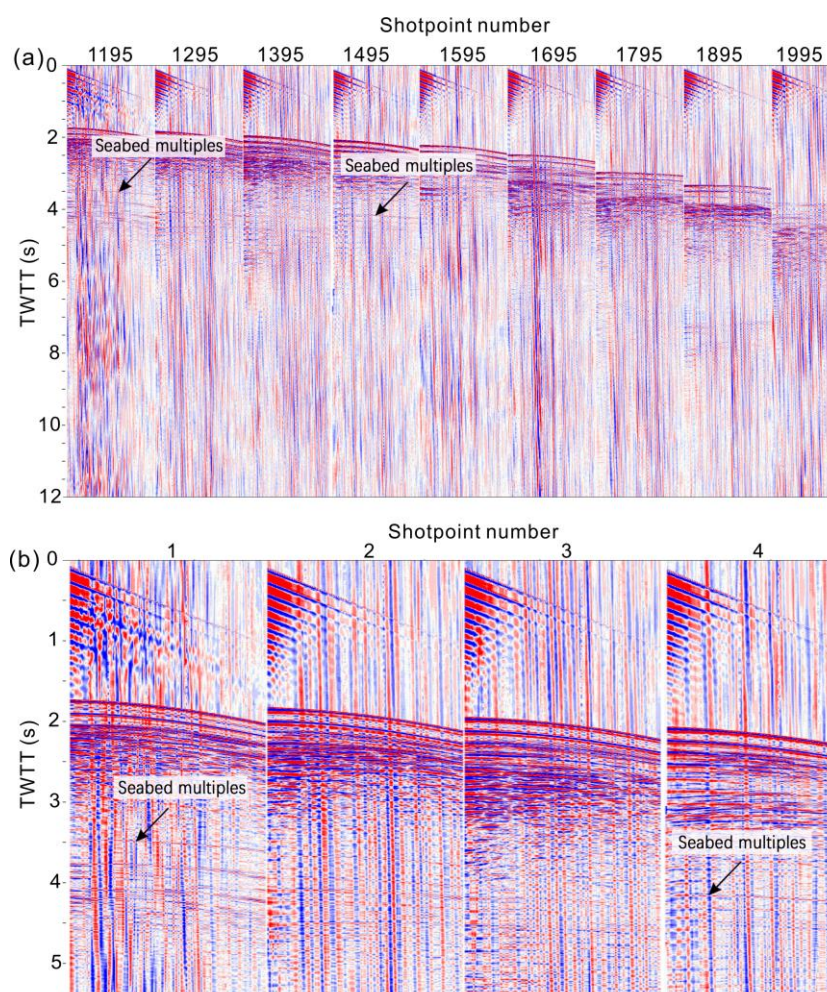 Shotpoint number
(a)
1195 1295 1395 1495 1595 1695 1795 1895 1995
0
2
4
6
8
10
12
TWTT (s)
Seabed multiples
Seabed multiples
Shotpoint number
(b)
1 2 3 4
0
1
2
3
4
5
TWTT (s)
Seabed multiples
Seabed multiples